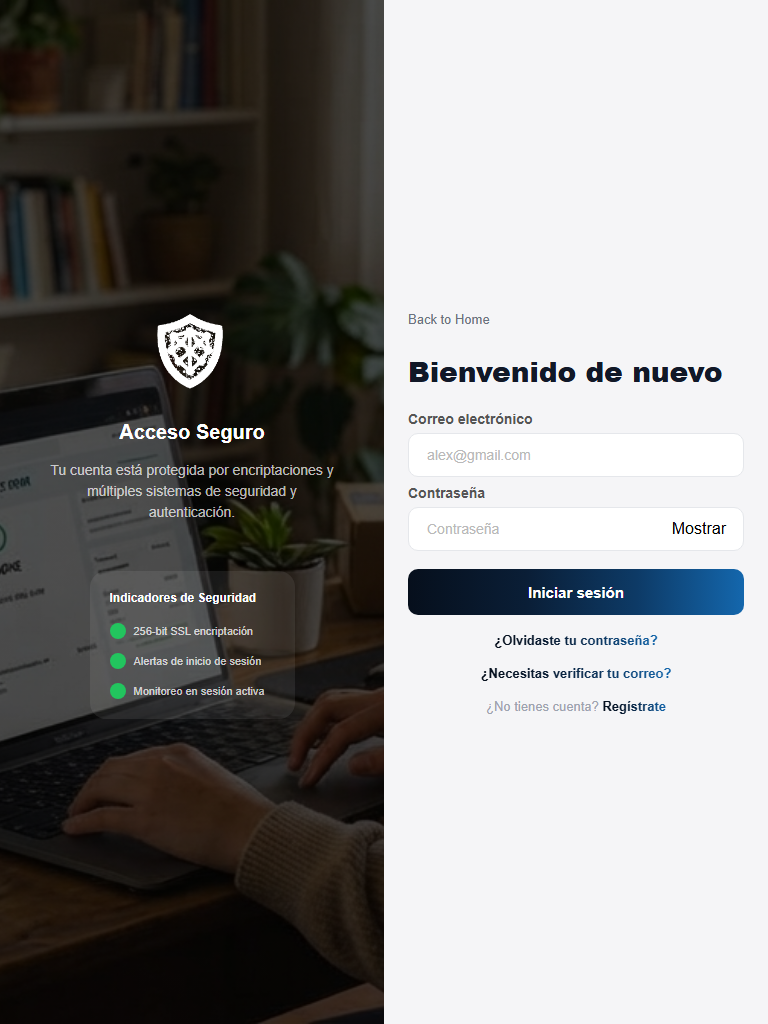 Acceso Seguro
Tu cuenta está protegida por encriptaciones y
múltiples sistemas de seguridad y
autenticación.
Indicadores de Seguridad
256-bit SSL encriptación
Alertas de inicio de sesión
Monitoreo en sesión activa
Back to Home
Bienvenido de nuevo
Correo electrónico
alex@gmail.com
Contraseña
Contraseña Mostrar
Iniciar sesión
¿Olvidaste tu contraseña?
¿Necesitas verificar tu correo?
¿No tienes cuenta? Regístrate